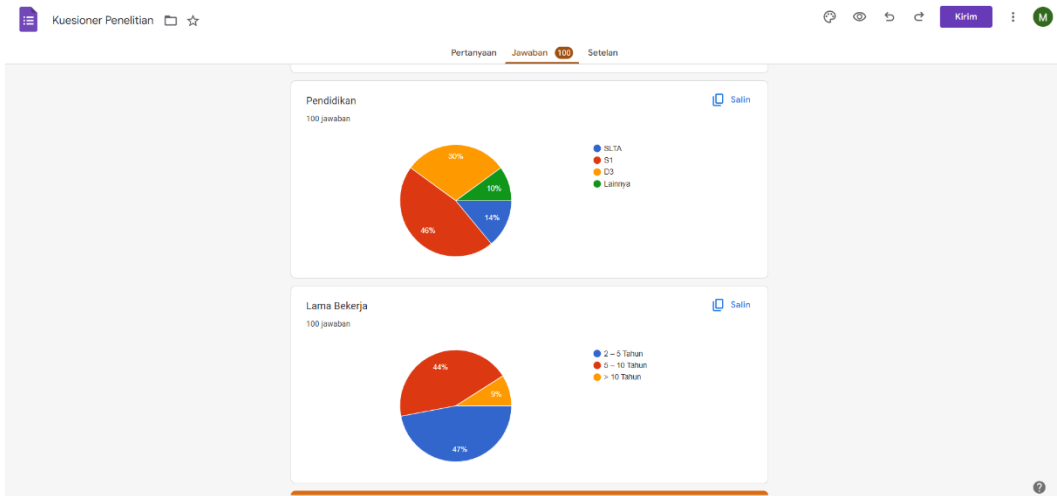 Kuesioner Penelitian
Kirim
M
Pertanyaan Jawaban 100 Setelan
Pendidikan
Salin
100 jawaban
30%
10%
14%
46%
SLTA
S1
D3
Lainnya
Lama Bekerja
Salin
100 jawaban
44%
9%
47%
2 – 5 Tahun
5 – 10 Tahun
> 10 Tahun